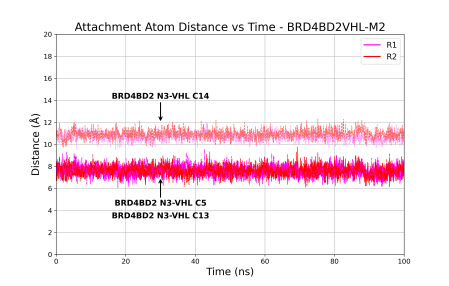 Attachment Atom Distance vs Time - BRD4BD2VHL-M2
20
18
16
14
12
10
8
6
4
2
0
Distance (Å)
R1
R2
BRD4BD2 N3-VHL C14
BRD4BD2 N3-VHL C5
BRD4BD2 N3-VHL C13
0 20 40 60 80 100
Time (ns)